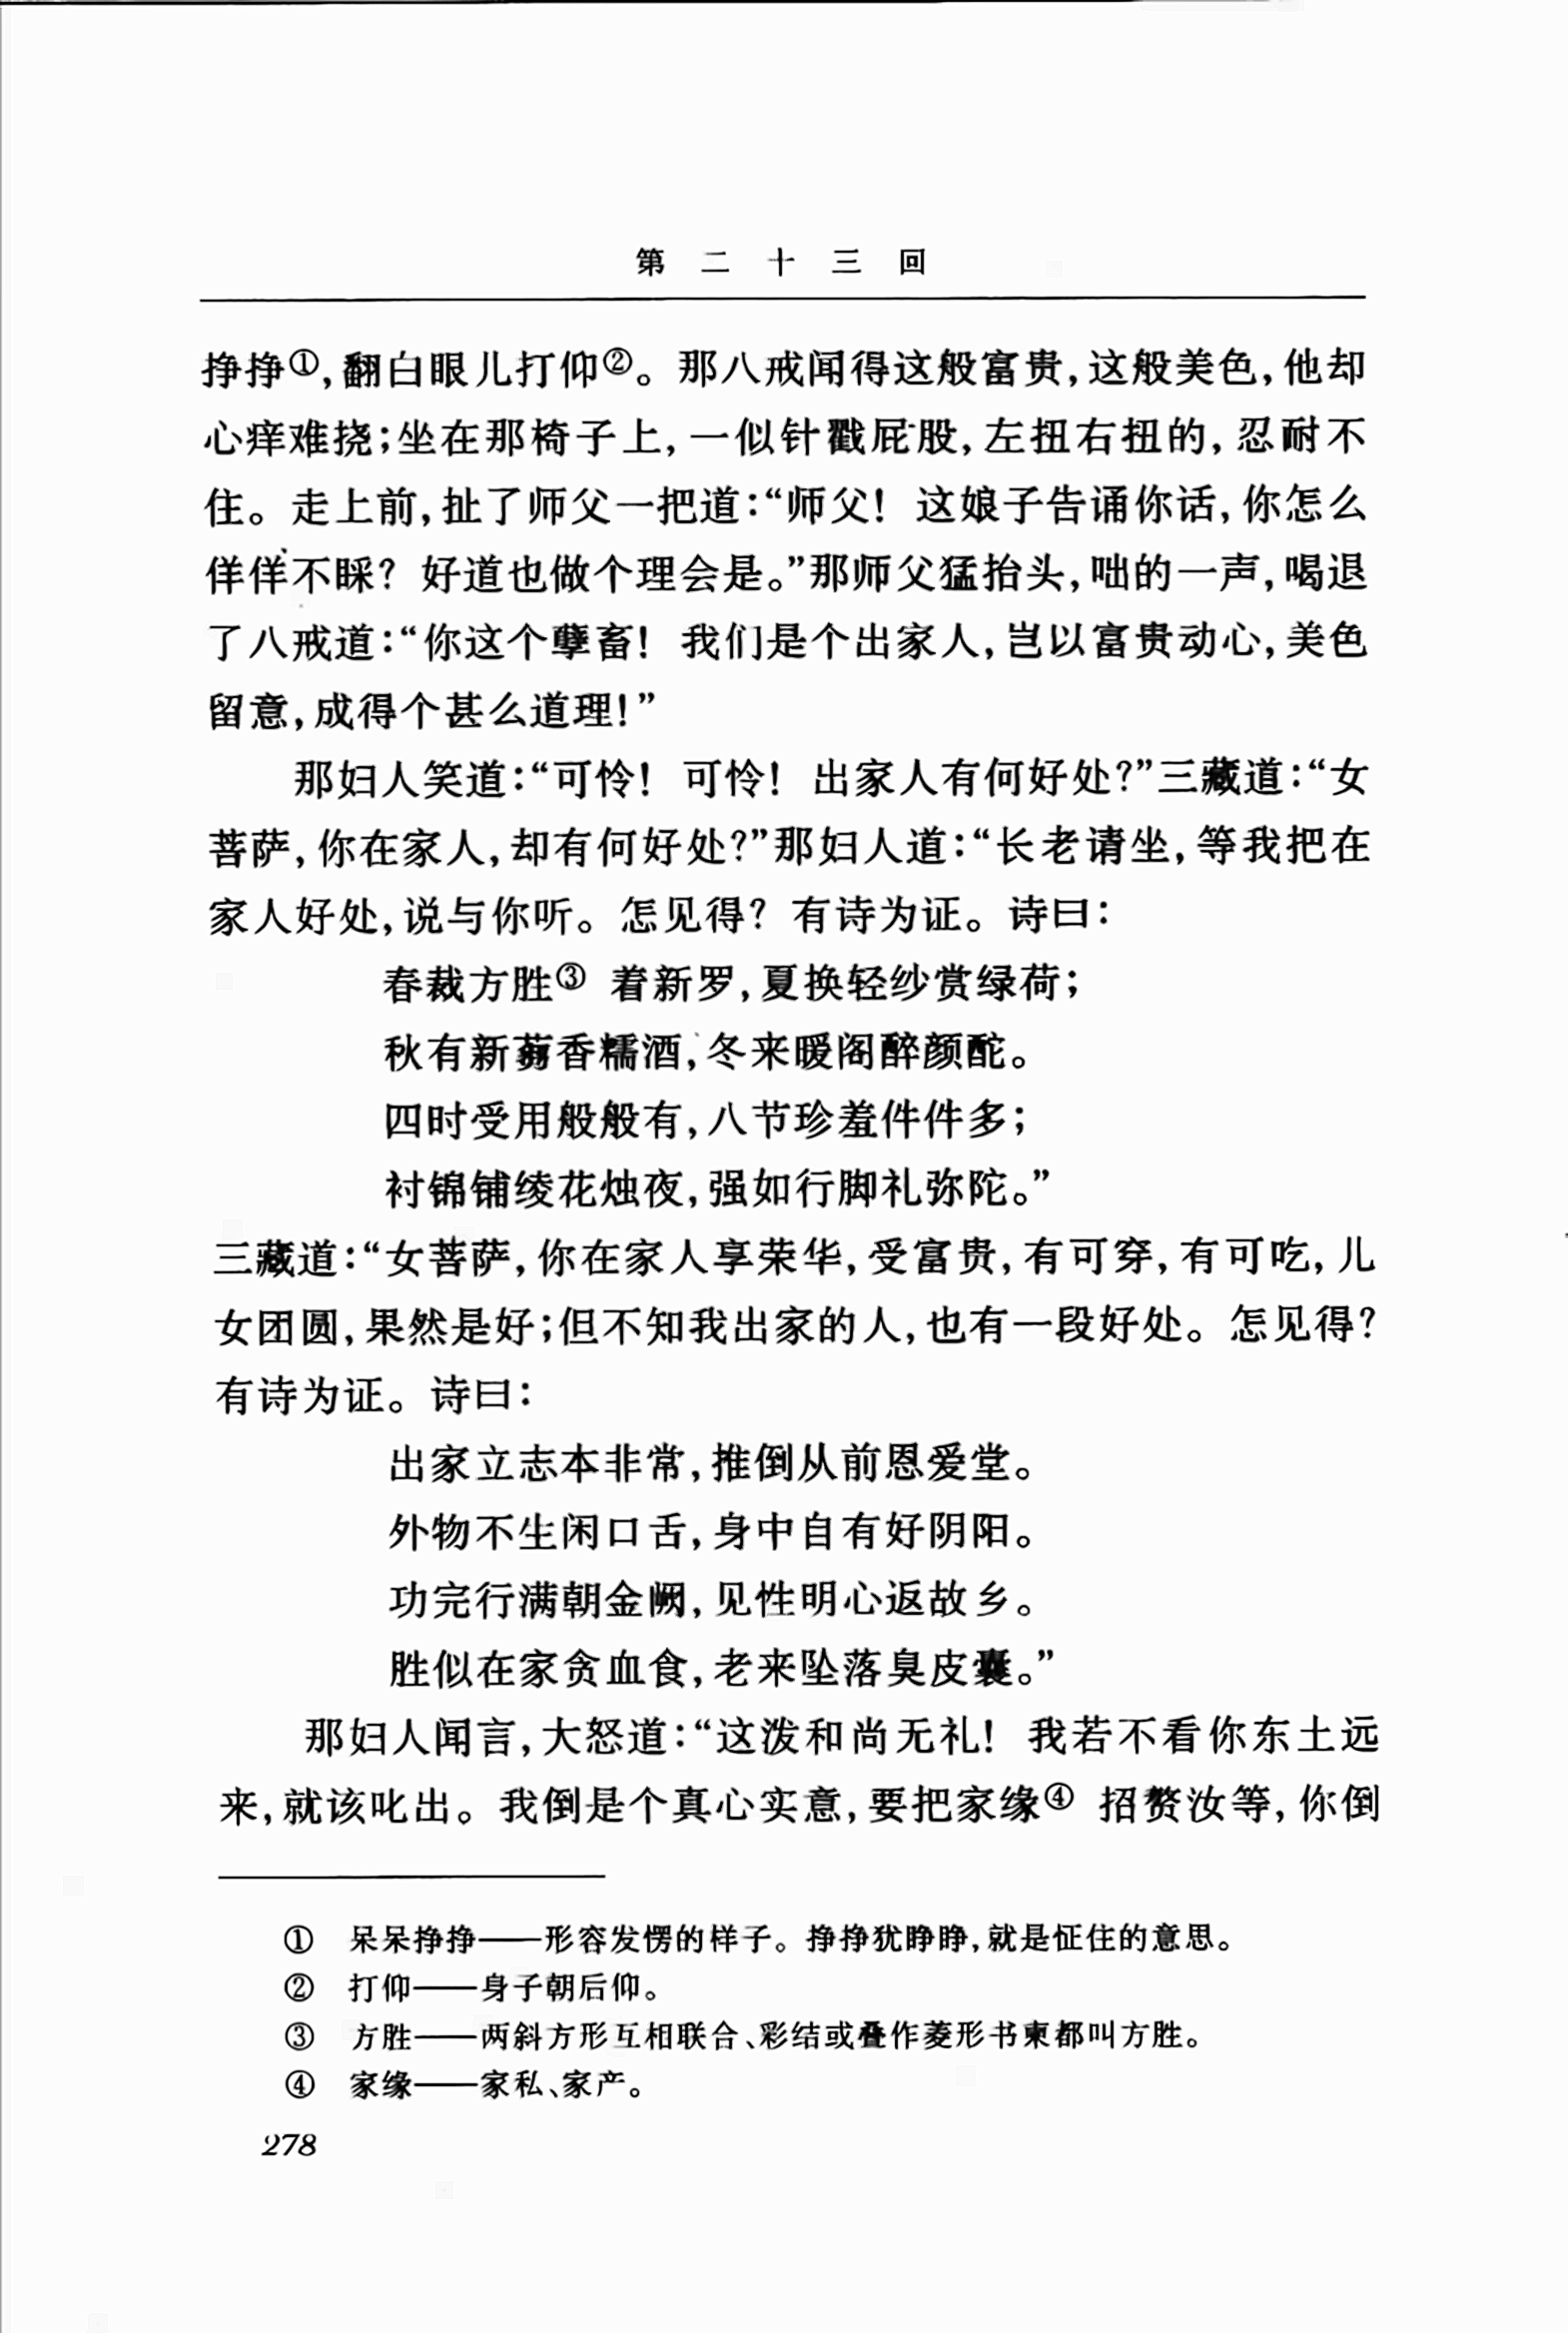 第二十三回
挣挣①,翻白眼儿打仰②。那八戒闻得这般富贵,这般美色,他却
心痒难挠;坐在那椅子上,一似针戳屁股,左扭右扭的,忍耐不
住。走上前,扯了师父一把道:“师父! 这娘子告诵你话,你怎么
佯佯不睬? 好道也做个理会是。”那师父猛抬头,咄的一声,喝退
了八戒道:“你这个孽畜! 我们是个出家人,岂以富贵动心,美色
留意,成得个甚么道理!”
那妇人笑道:“可怜! 可怜! 出家人有何好处?”三藏道:“女
菩萨,你在家人,却有何好处?”那妇人道:“长老请坐,等我把在
家人好处,说与你听。怎见得? 有诗为证。诗曰:
春裁方胜③ 着新罗,夏换轻纱赏绿荷;
秋有新蒭香糯酒,冬来暖阁醉颜酡。
四时受用般般有,八节珍羞件件多;
衬锦铺绫花烛夜,强如行脚礼弥陀。”
三藏道:“女菩萨,你在家人享荣华,受富贵,有可穿,有可吃,儿
女团圆,果然是好;但不知我出家的人,也有一段好处。怎见得?
有诗为证。诗曰:
出家立志本非常,推倒从前恩爱堂。
外物不生闲口舌,身中自有好阴阳。
功完行满朝金阙,见性明心返故乡。
胜似在家贪血食,老来坠落臭皮囊。”
那妇人闻言,大怒道:“这泼和尚无礼! 我若不看你东土远
来,就该叱出。我倒是个真心实意,要把家缘④ 招赘汝等,你倒
① 呆呆挣挣——形容发愣的样子。挣挣犹睁睁,就是怔住的意思。
② 打仰——身子朝后仰。
③ 方胜——两斜方形互相联合、彩结或叠作菱形书柬都叫方胜。
④ 家缘——家私、家产。
278